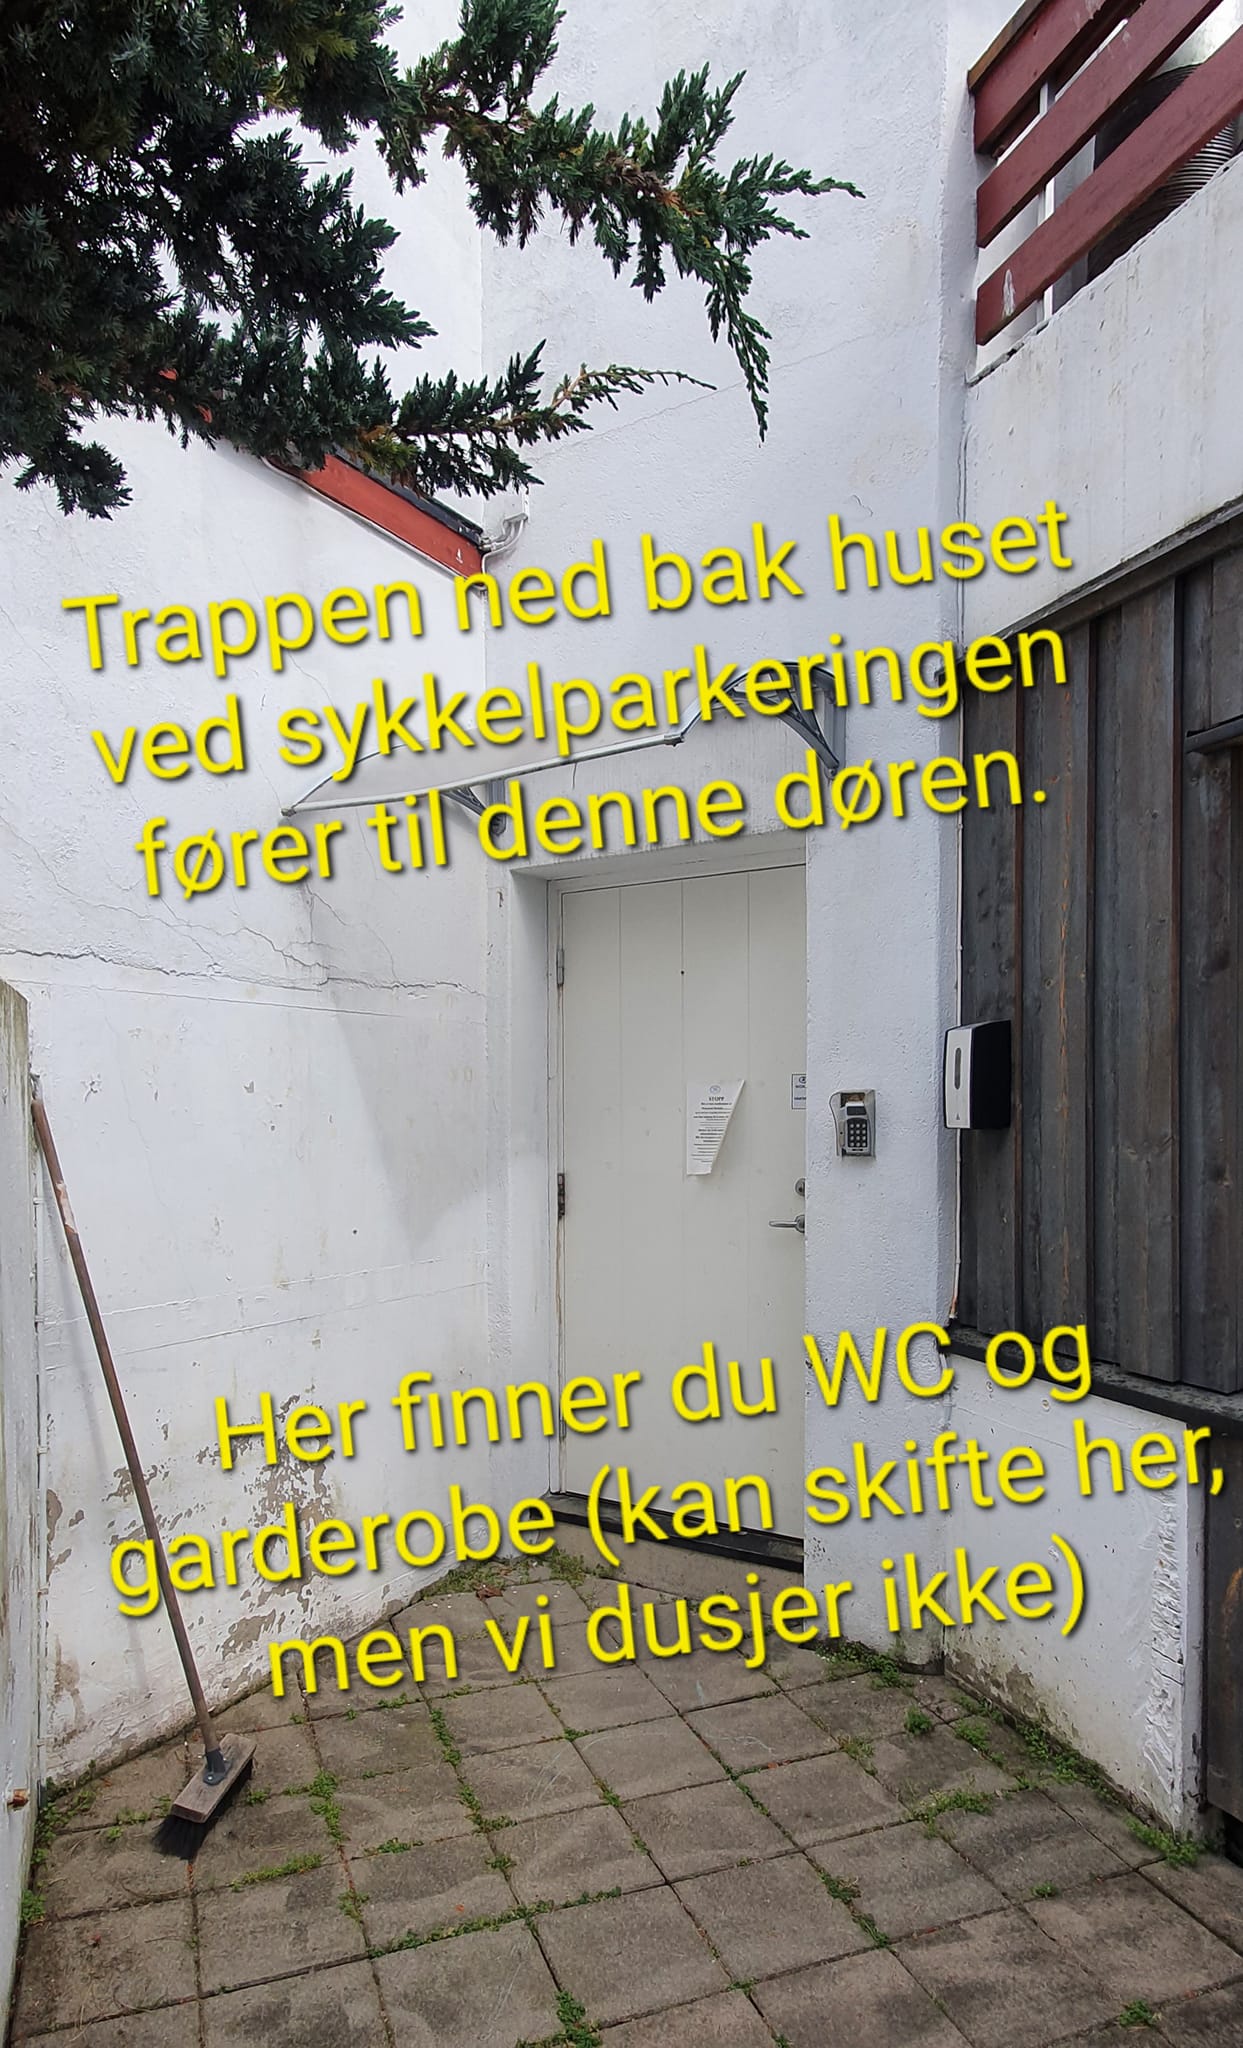 Trappen ned bak huset
ved sykkelparkeringen
fører til denne døren.
STOPP
Her finner du WC og
garderobe (kan skifte her,
men vi dusjer ikke)